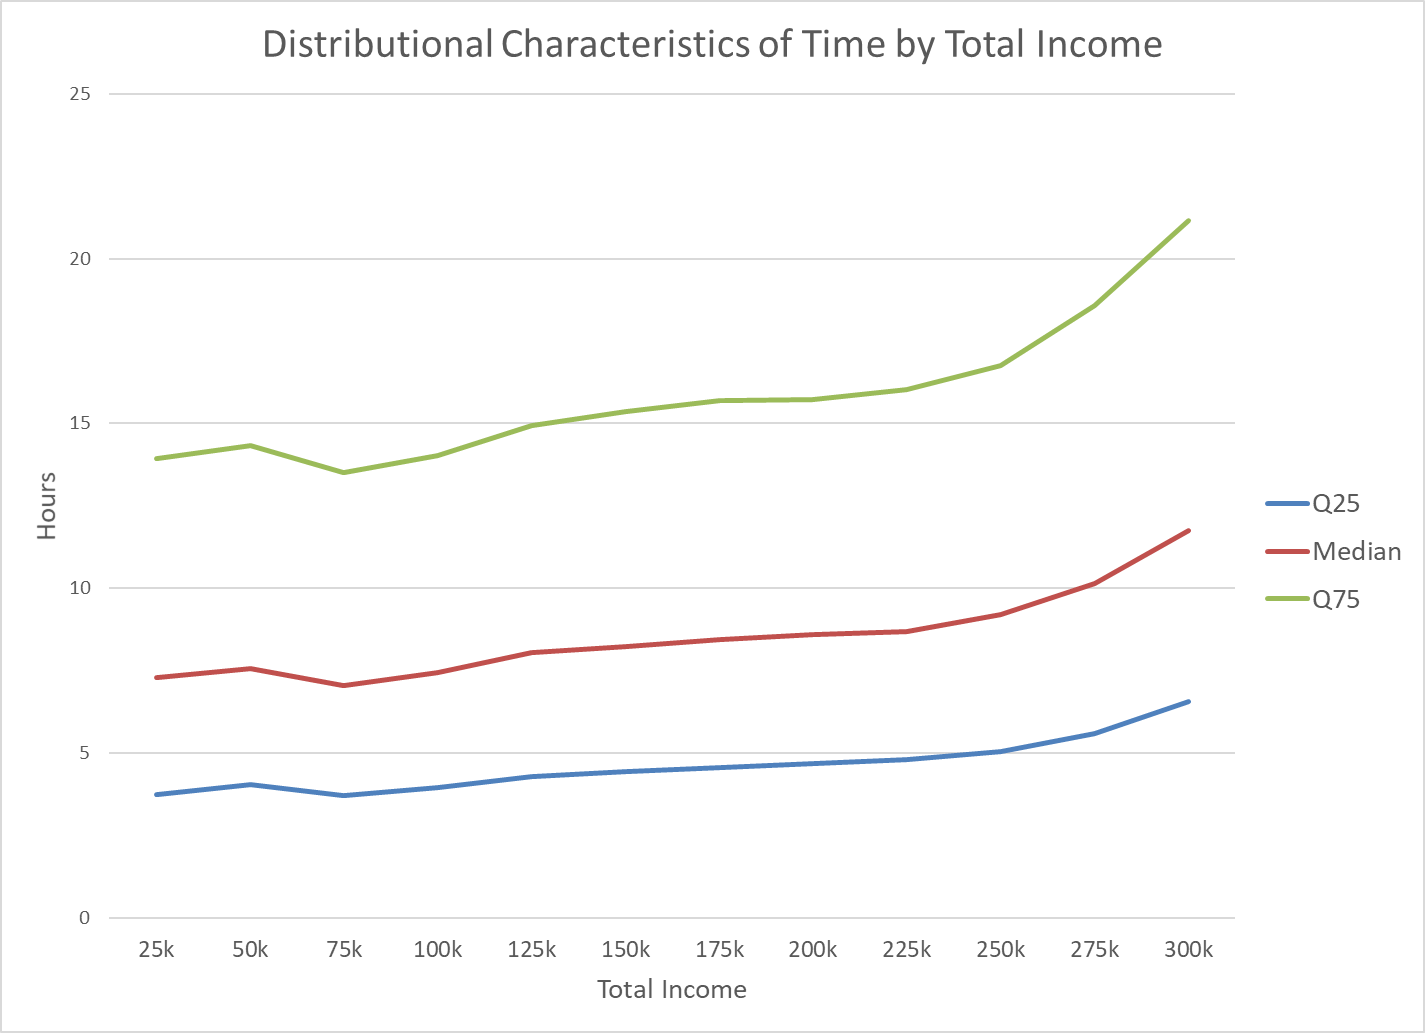 Distributional Characteristics of Time by Total Income
25
20
15
10
5
0
Hours
25k 50k 75k 100k 125k 150k 175k 200k 225k 250k 275k 300k
Total Income
Q25
Median
Q75